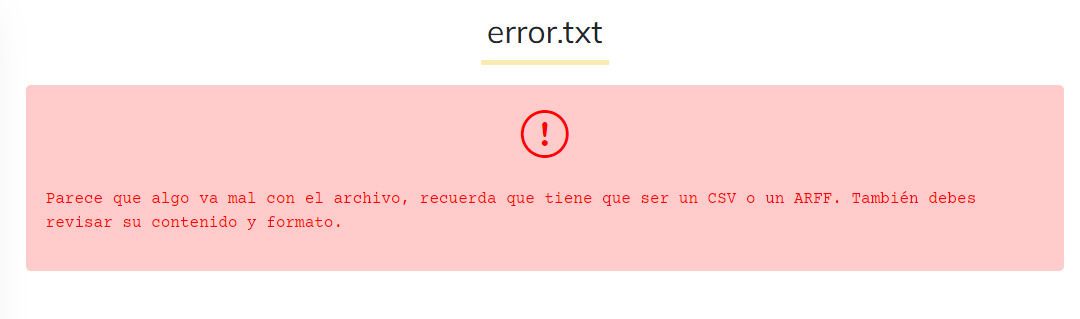 error.txt
!
Parece que algo va mal con el archivo, recuerda que tiene que ser un CSV o un ARFF. También debes
revisar su contenido y formato.